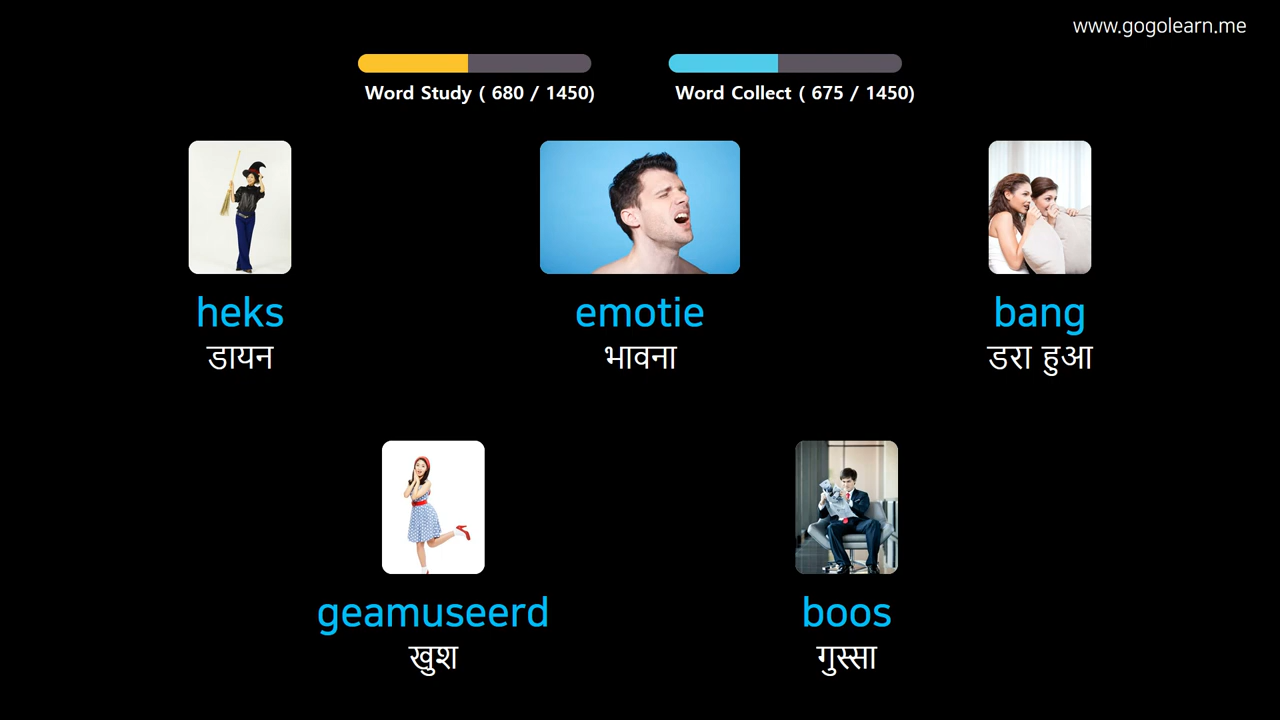 www.gogolearn.me
Word Study ( 680 / 1450)
Word Collect ( 675 / 1450)
heks
डायन
emotie
भावना
bang
डरा हुआ
geamuseerd
खुश
boos
गुस्सा